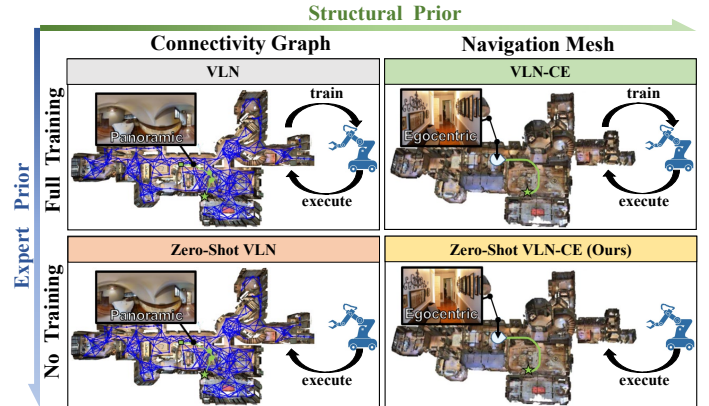 Structural Prior
Connectivity Graph
Navigation Mesh
Expert Prior
Full Training
VLN
Panoramic
train
execute
VLN-CE
Egocentric
train
execute
No Training
Zero-Shot VLN
Panoramic
execute
Zero-Shot VLN-CE (Ours)
Egocentric
execute